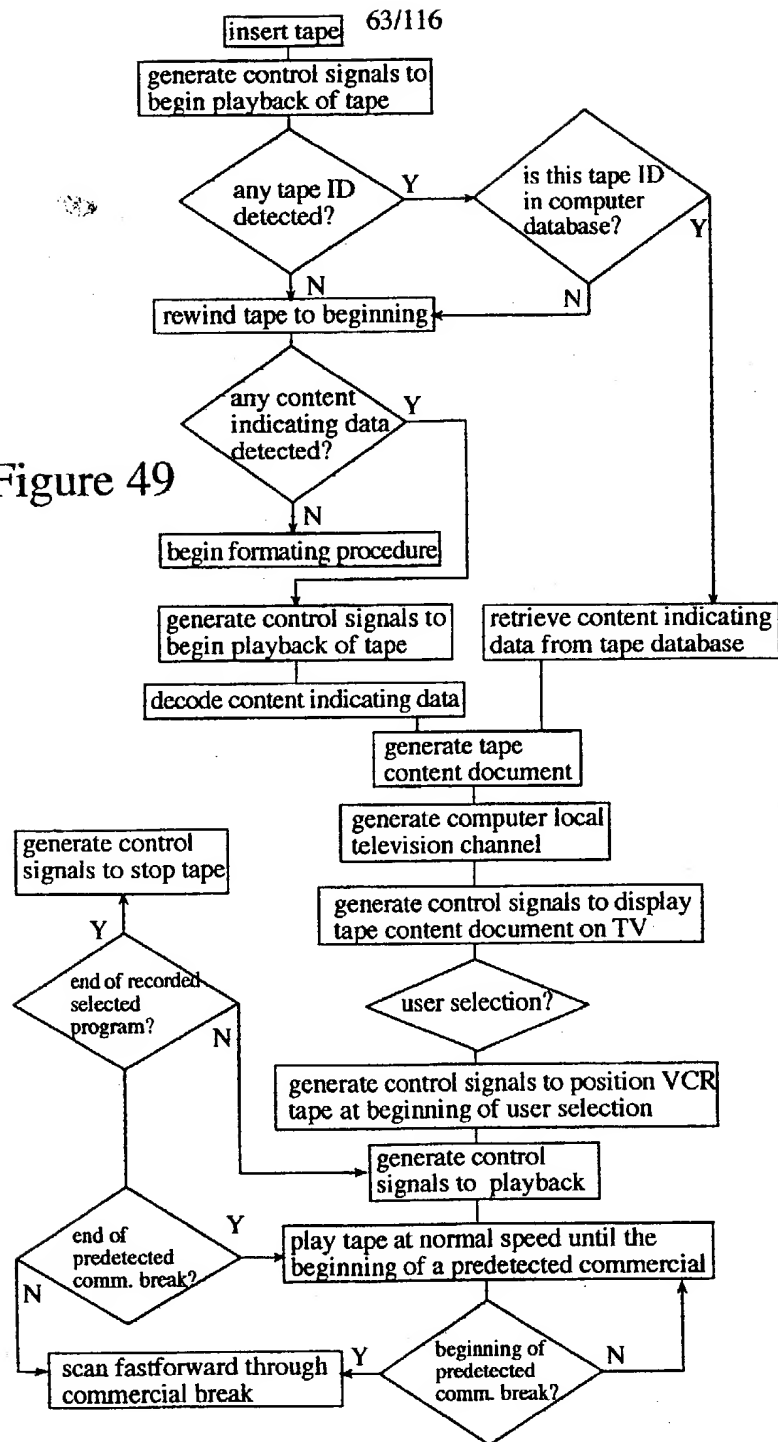 63/116
insert tape
generate control signals to
begin playback of tape
any tape ID
detected?
Y
is this tape ID
in computer
database?
Y
N
N
rewind tape to beginning
any content
indicating data
detected?
Y
Figure 49
N
begin formating procedure
generate control signals to
begin playback of tape
retrieve content indicating
data from tape database
decode content indicating data
generate tape
content document
generate computer local
television channel
generate control
signals to stop tape
generate control signals to display
tape content document on TV
Y
end of recorded
selected
program?
N
user selection?
generate control signals to position VCR
tape at beginning of user selection
generate control
signals to playback
end of
predetected
comm. break?
Y
N
play tape at normal speed until the
beginning of a predetected commercial
scan fastforward through
commercial break
Y
beginning of
predetected
comm. break?
N